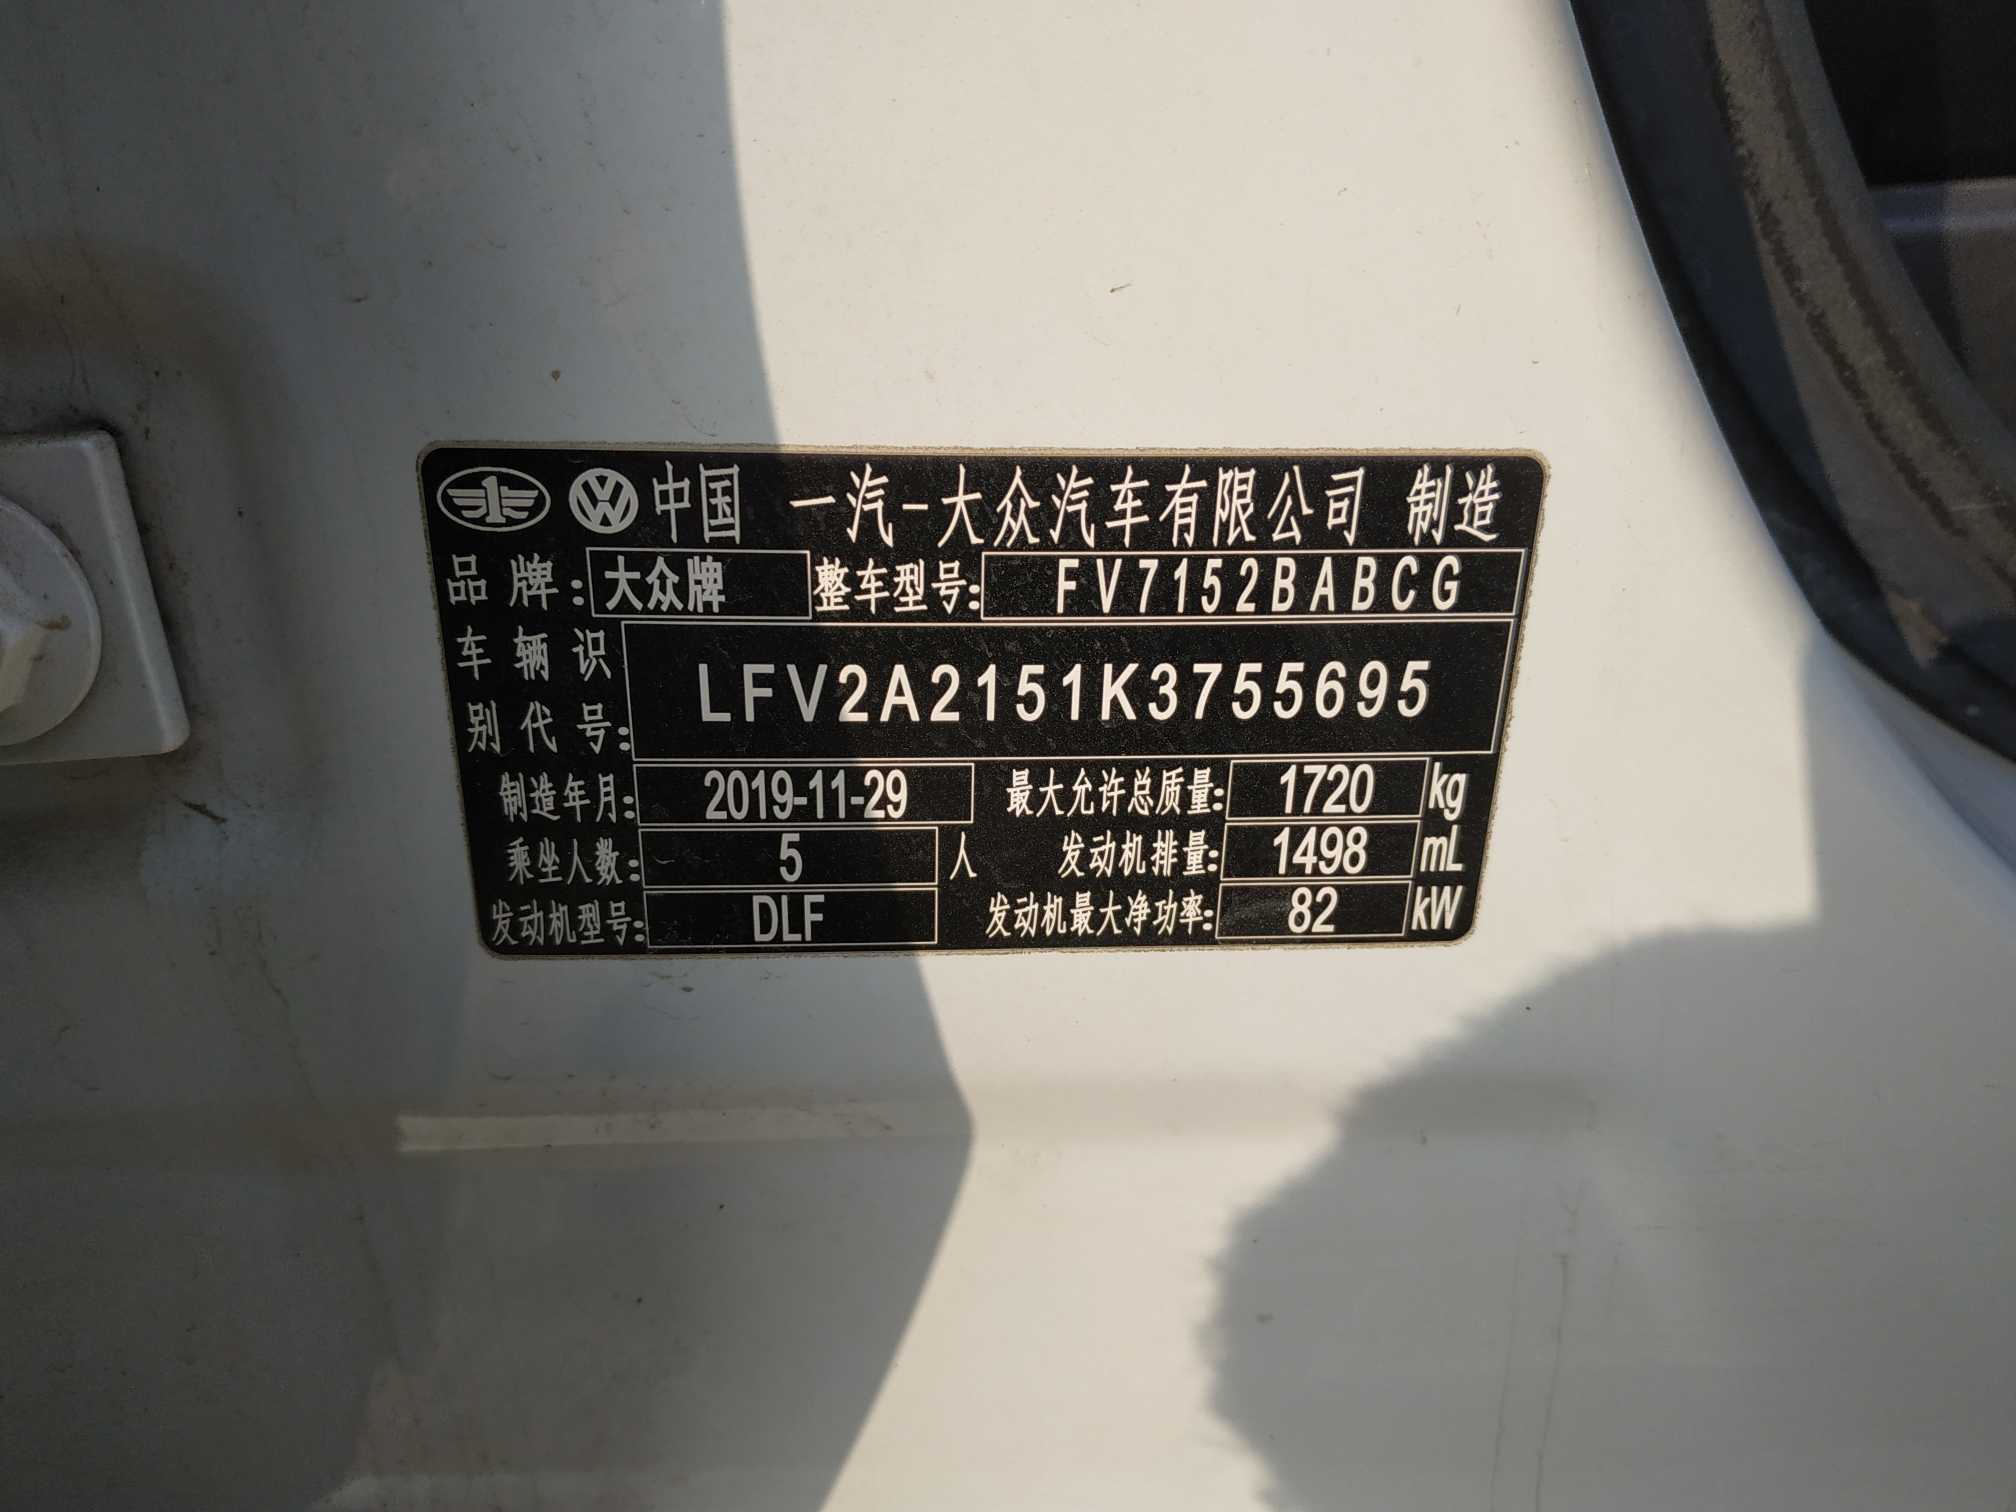 中国 一汽-大众汽车有限公司 制造
品牌: 大众牌 整车型号: FV7152BABCG
车辆识别代号: LFV2A2151K3755695
制造年月: 2019-11-29 最大允许总质量: 1720 kg
乘坐人数: 5 人 发动机排量: 1498 mL
发动机型号: DLF 发动机最大净功率: 82 kW